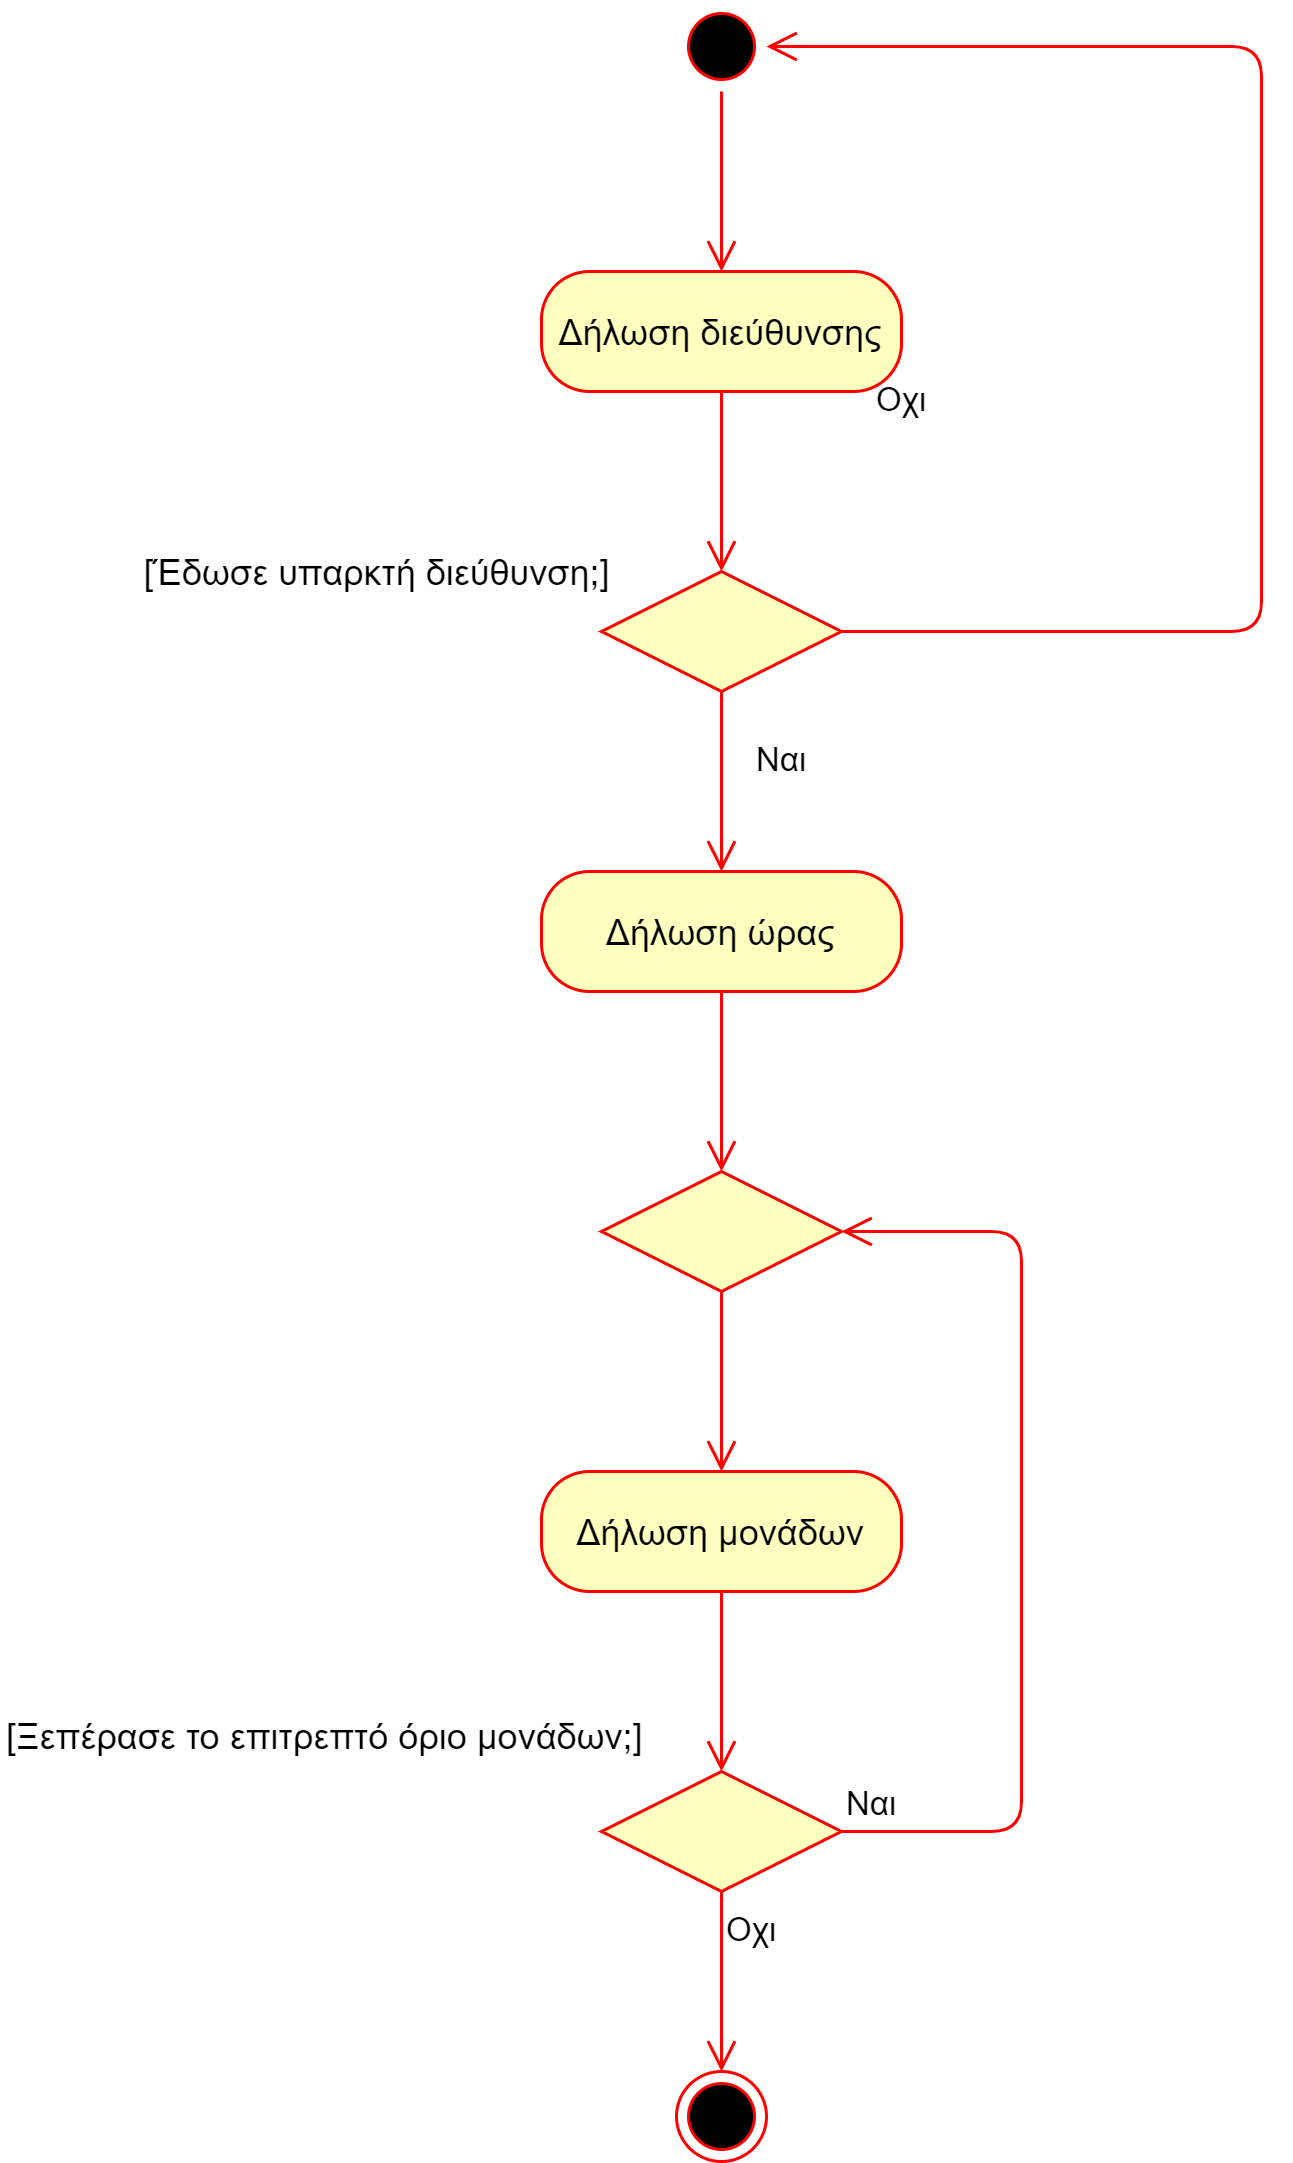 Δήλωση διεύθυνσης
Οχι
[Έδωσε υπαρκτή διεύθυνση;]
Ναι
Δήλωση ώρας
Δήλωση μονάδων
[Ξεπέρασε το επιτρεπτό όριο μονάδων;]
Ναι
Οχι